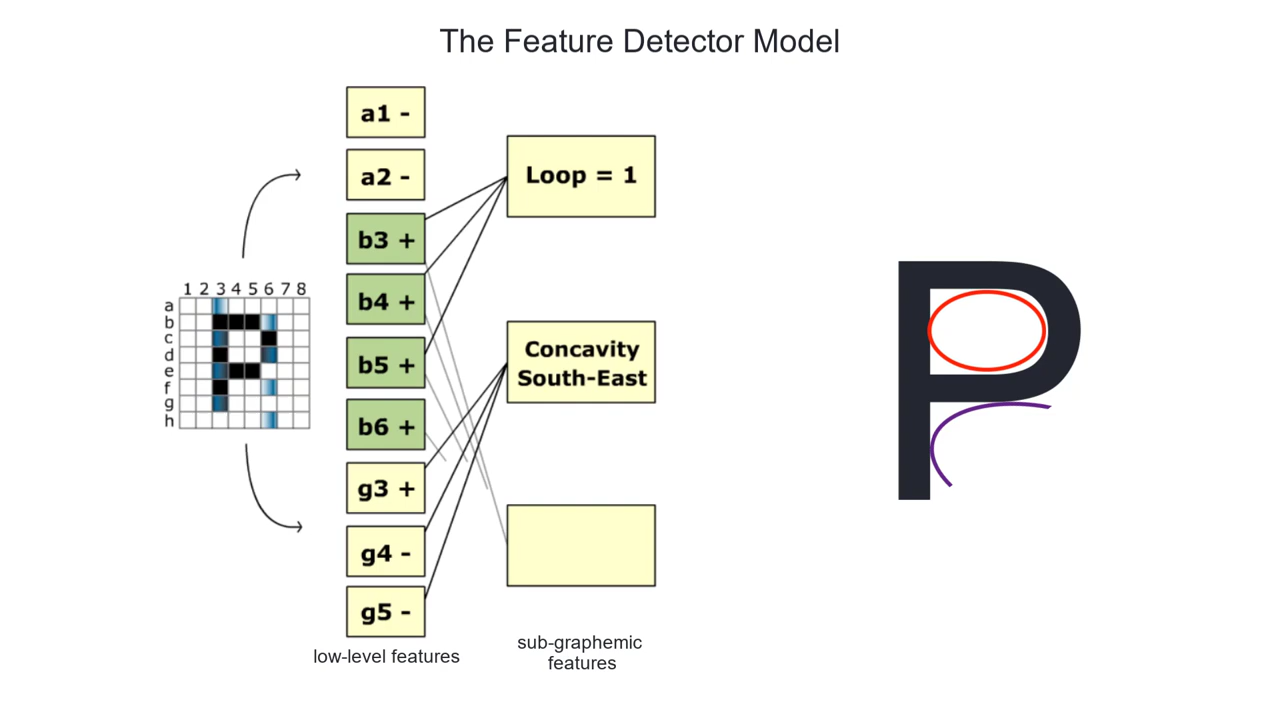 The Feature Detector Model
a1 -
a2 -
b3 +
b4 +
b5 +
b6 +
g3 +
g4 -
g5 -
low-level features
Loop = 1
Concavity
South-East
sub-graphemic
features
1 2 3 4 5 6 7 8
a
b
c
d
e
f
g
h
P